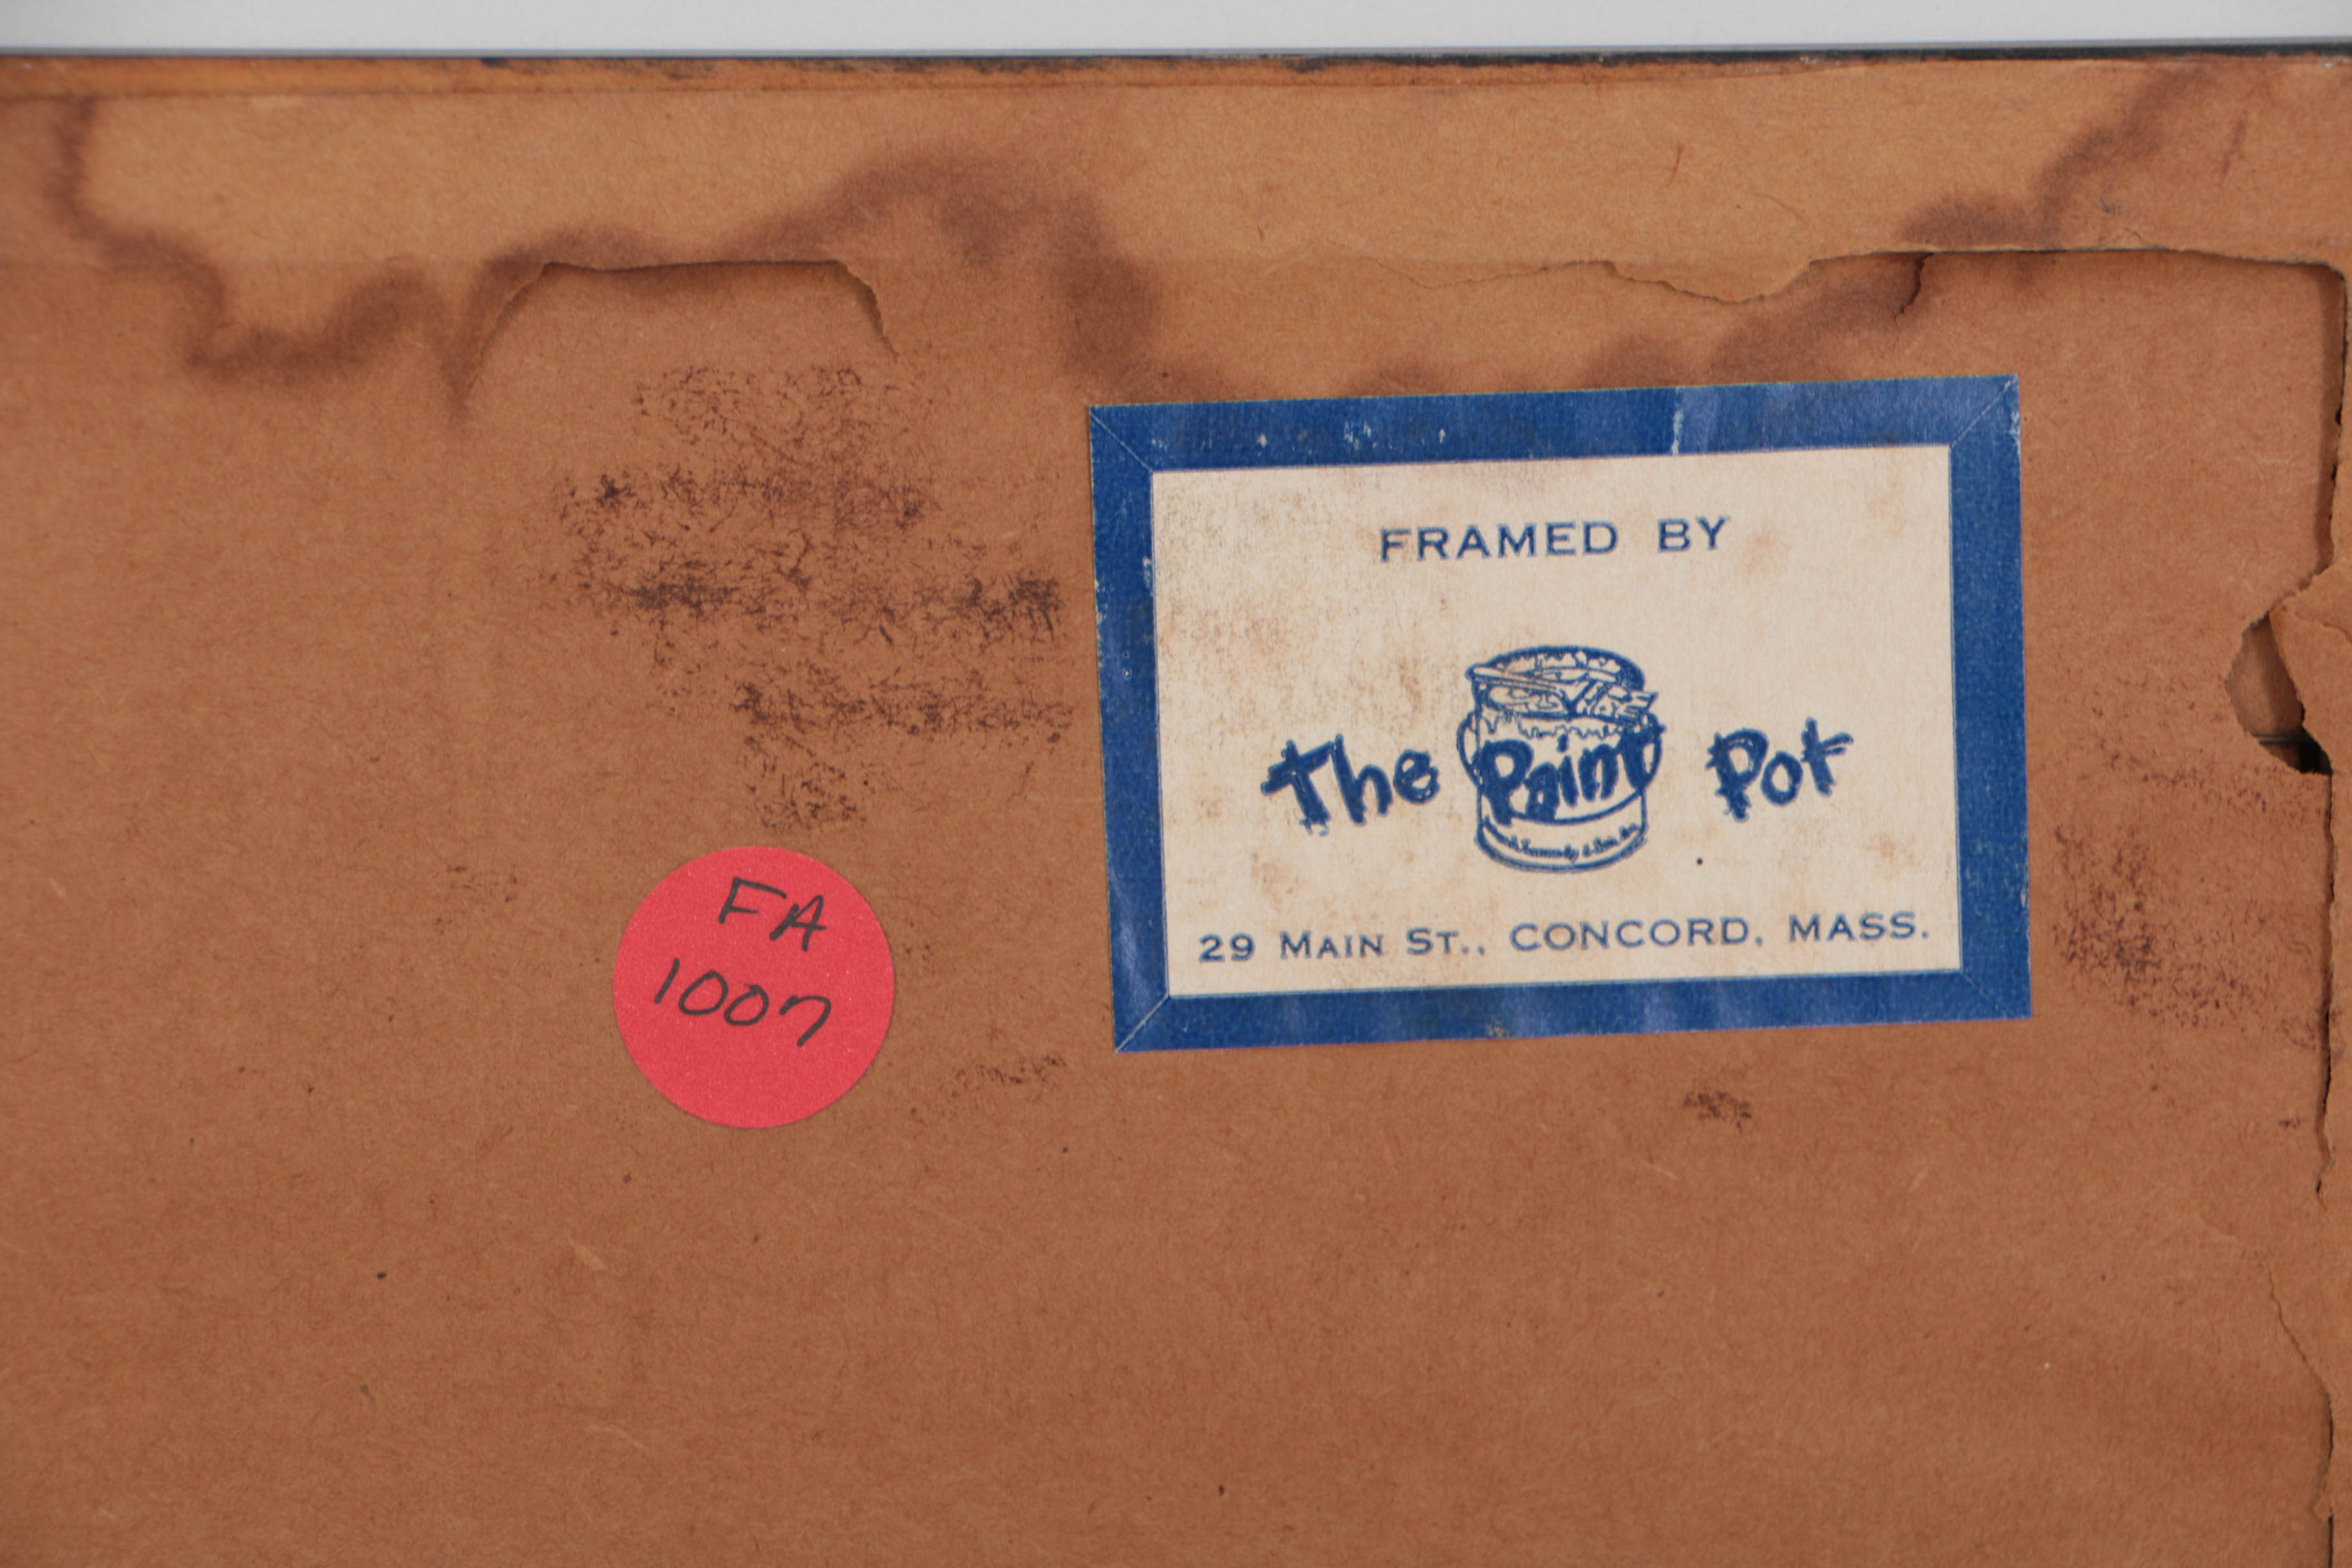 FRAMED BY
The Paint Pot
29 MAIN ST., CONCORD, MASS.
FA
1007